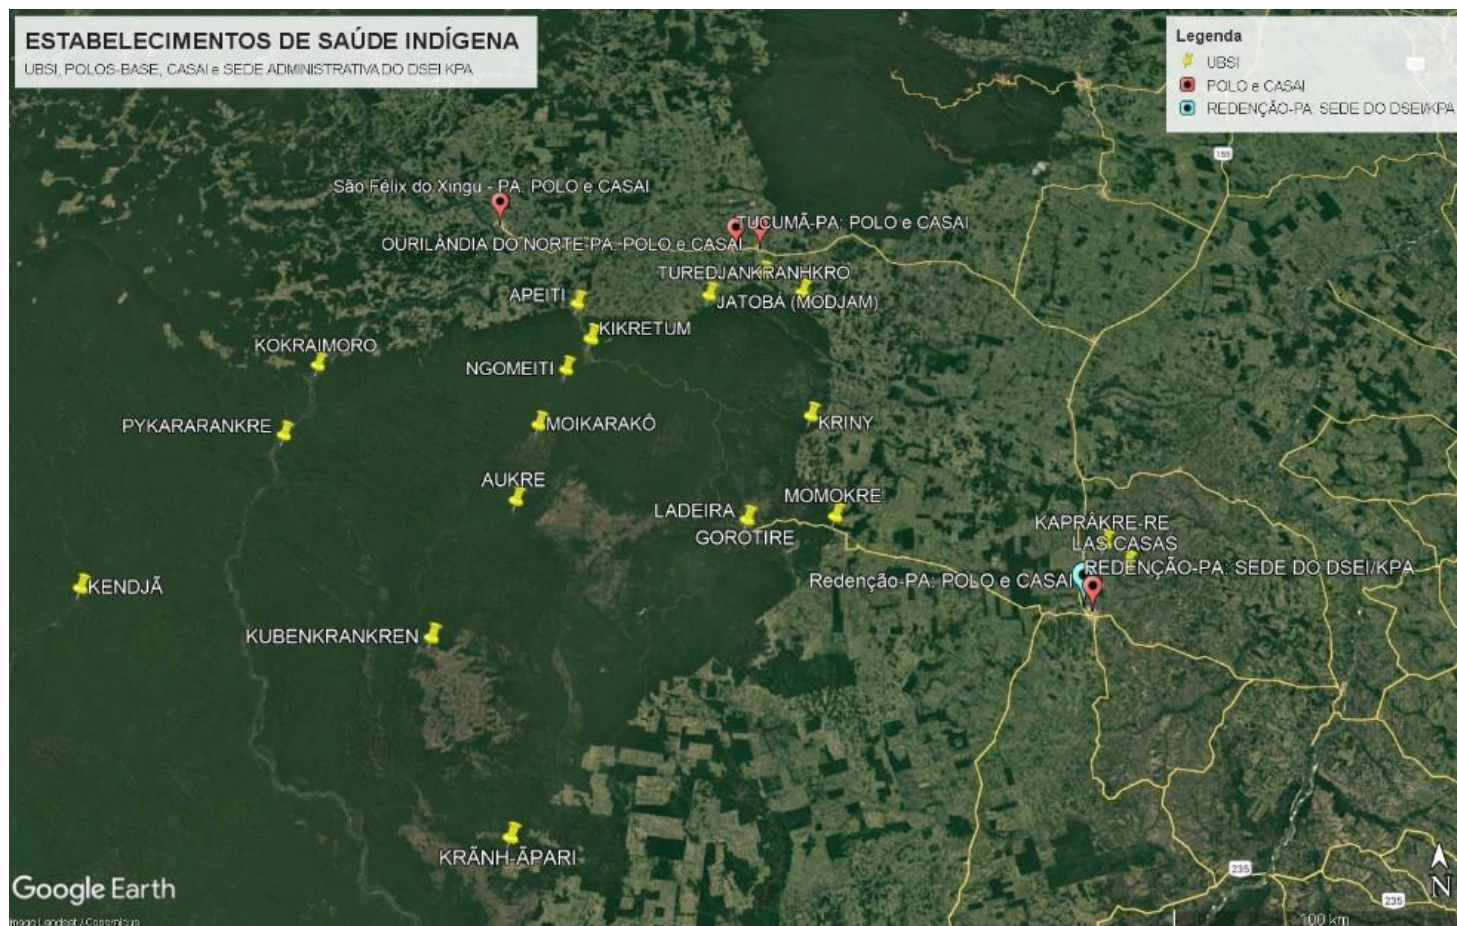 ESTABELECIMENTOS DE SAÚDE INDÍGENA
UBSI, POLOS-BASE, CASAI e SEDE ADMINISTRATIVA DO DSEI KPA
Legenda
UBSI
POLO e CASAI
REDENÇÃO-PA: SEDE DO DSEI/KPA
155
São Félix do Xingu - PA: POLO e CASAI
TUCUMÃ-PA: POLO e CASAI
OURILÂNDIA DO NORTE-PA: POLO e CASAI
TUREDJANKRANHKRO
APEITI
JATOBÁ (MODJAM)
KIKRETUM
KOKRAIMORO
NGOMEITI
PYKARARANKRE
MOIKARAKÔ
KRINY
AUKRE
MOMOKRE
LADEIRA
GOROTIRE
KAPRÃKRE-RE
LAS CASAS
REDENÇÃO-PA: SEDE DO DSEI/KPA
Redenção-PA: POLO e CASAI
KENDJÃ
KUBENKRANKREN
KRÃNH-ÃPARI
235
235
Google Earth
N
Image Landsat / Copernicus
100 km